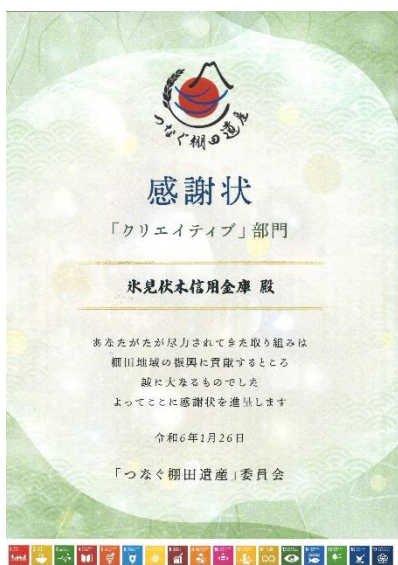 つなぐ棚田遺産
感謝状
「クリエイティブ」部門
氷見伏木信用金庫 殿
あなたがたが尽力されてきた取り組みは
棚田地域の振興に貢献するところ
誠に大なるものでした
よってここに感謝状を進呈します
令和6年1月26日
「つなぐ棚田遺産」委員会